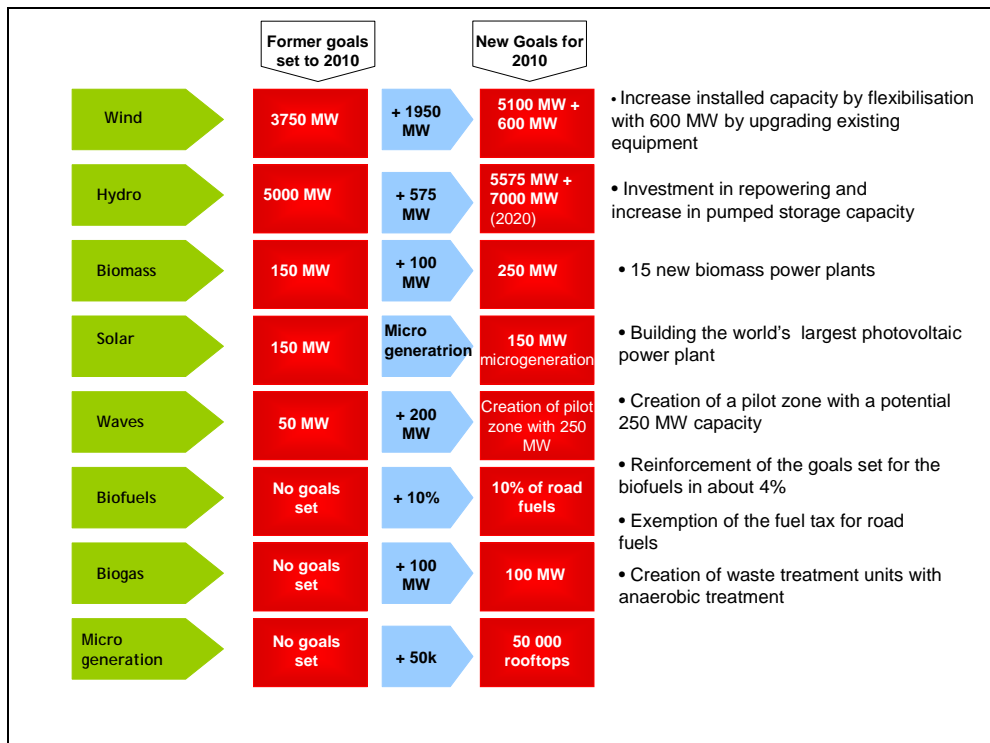 Former goals
set to 2010
New Goals for
2010
Wind
3750 MW
+ 1950
MW
5100 MW +
600 MW
• Increase installed capacity by flexibilisation
with 600 MW by upgrading existing
equipment
Hydro
5000 MW
+ 575
MW
5575 MW +
7000 MW
(2020)
• Investment in repowering and
increase in pumped storage capacity
Biomass
150 MW
+ 100
MW
250 MW
• 15 new biomass power plants
Solar
150 MW
Micro
generatrion
150 MW
microgeneration
• Building the world's largest photovoltaic
power plant
Waves
50 MW
+ 200
MW
Creation of pilot
zone with 250
MW
• Creation of a pilot zone with a potential
250 MW capacity
Biofuels
No goals
set
+ 10%
10% of road
fuels
• Reinforcement of the goals set for the
biofuels in about 4%
• Exemption of the fuel tax for road
fuels
Biogas
No goals
set
+ 100
MW
100 MW
• Creation of waste treatment units with
anaerobic treatment
Micro
generation
No goals
set
+ 50k
50 000
rooftops